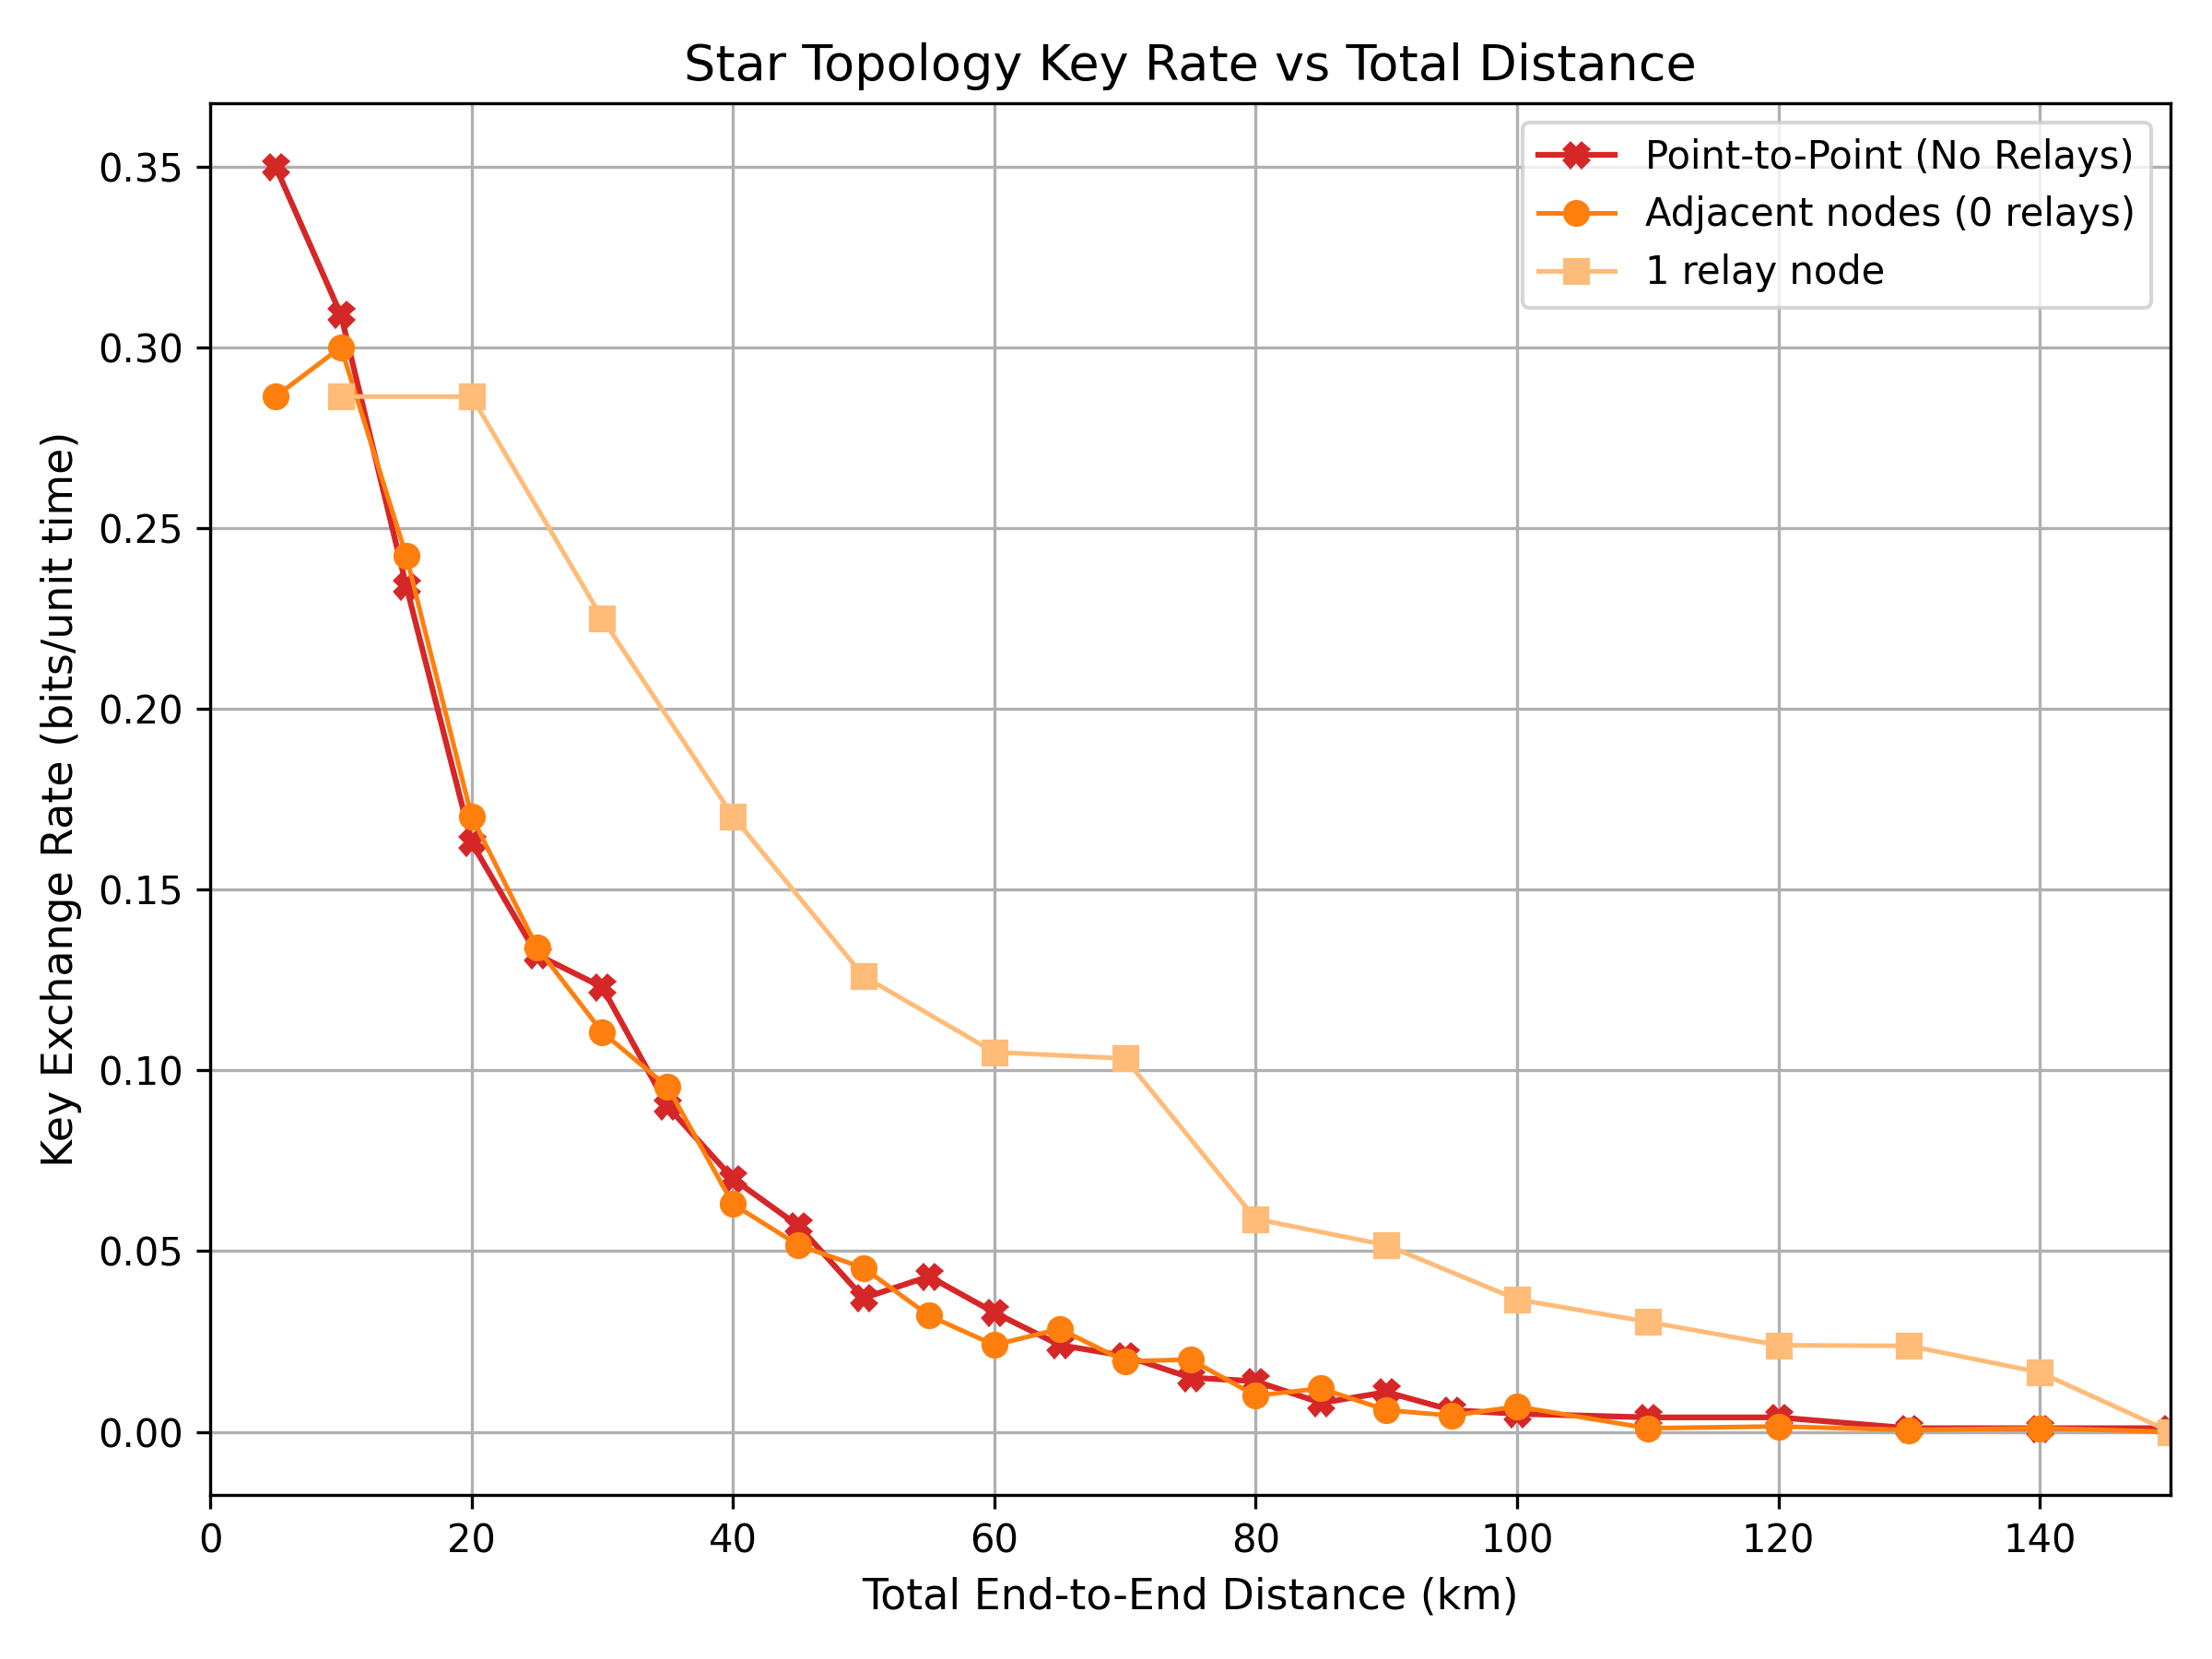 Star Topology Key Rate vs Total Distance
Point-to-Point (No Relays)
Adjacent nodes (0 relays)
1 relay node
Key Exchange Rate (bits/unit time)
0.35
0.30
0.25
0.20
0.15
0.10
0.05
0.00
0 20 40 60 80 100 120 140
Total End-to-End Distance (km)